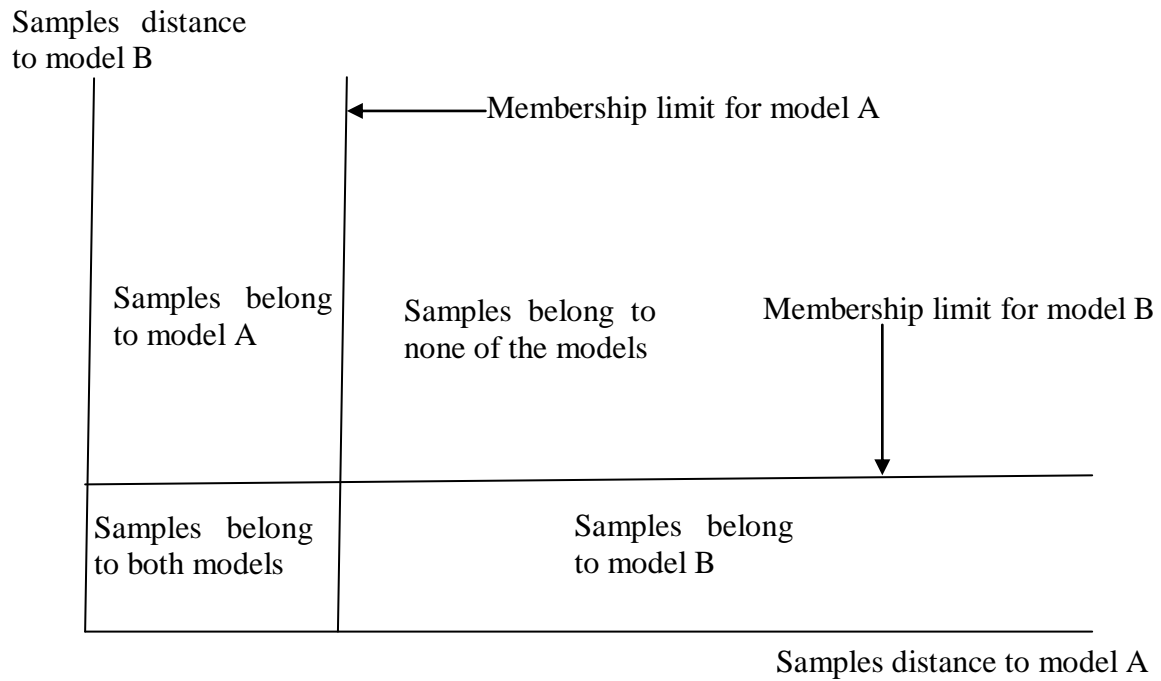 Samples distance
to model B
Membership limit for model A
Samples belong
to model A
Samples belong to
none of the models
Membership limit for model B
Samples belong
to both models
Samples belong
to model B
Samples distance to model A